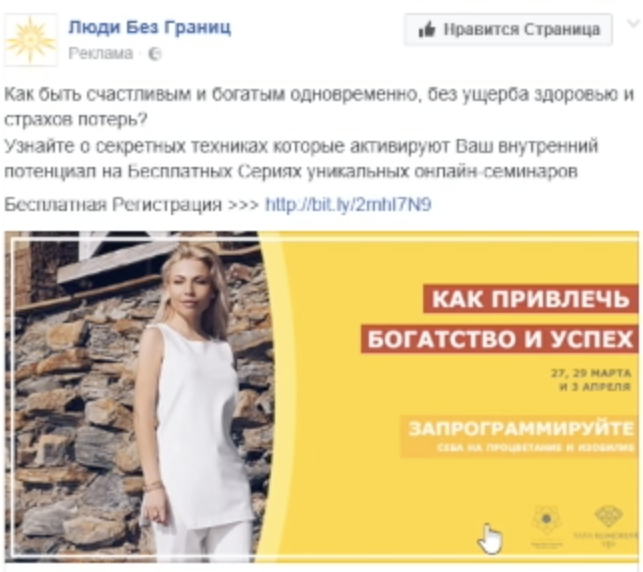 Люди Без Границ
Нравится Страница
Реклама
Как быть счастливым и богатым одновременно, без ущерба здоровью и
страхов потерь?
Узнайте о секретных техниках которые активируют Ваш внутренний
потенциал на Бесплатных Сериях уникальных онлайн-семинаров
Бесплатная Регистрация >>> http://bit.ly/2mhI7N9
КАК ПРИВЛЕЧЬ
БОГАТСТВО И УСПЕХ
27, 29 МАРТА
И 3 АПРЕЛЯ
ЗАПРОГРАММИРУЙТЕ
СЕБЯ НА ПРОЦВЕТАНИЕ И ИЗОБИЛИЕ